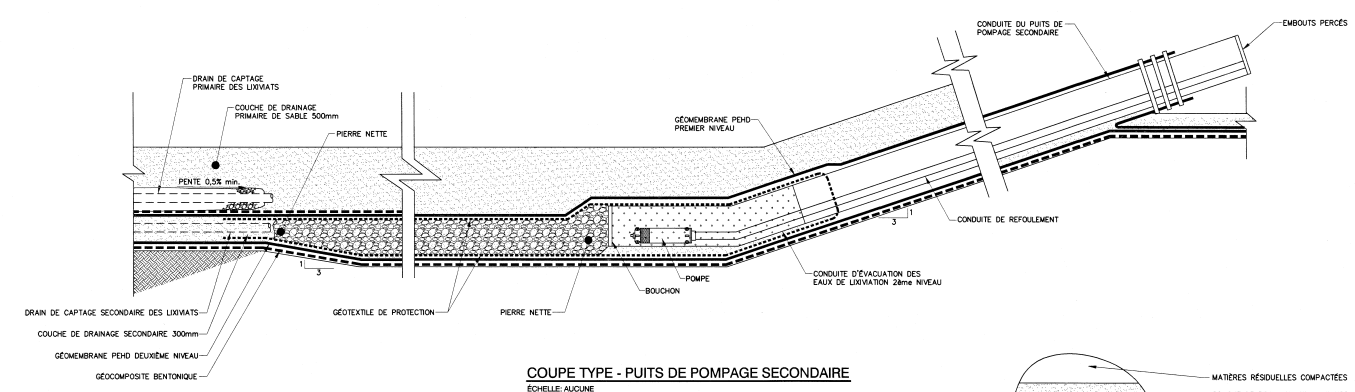 CONDUITE DU PUITS DE
POMPAGE SECONDAIRE
EMBOUTS PERCÉS
DRAIN DE CAPTAGE
PRIMAIRE DES LIXIVIATS
COUCHE DE DRAINAGE
PRIMAIRE DE SABLE 500mm
PIERRE NETTE
GÉOMEMBRANE PEHD
PREMIER NIVEAU
PENTE 0,5% min.
1
3
CONDUITE DE REFOULEMENT
1
3
POMPE
CONDUITE D'ÉVACUATION DES
EAUX DE LIXIVIATION 2ème NIVEAU
BOUCHON
DRAIN DE CAPTAGE SECONDAIRE DES LIXIVIATS
GÉOTEXTILE DE PROTECTION
PIERRE NETTE
COUCHE DE DRAINAGE SECONDAIRE 300mm
GÉOMEMBRANE PEHD DEUXIÈME NIVEAU
GÉOCOMPOSITE BENTONIQUE
COUPE TYPE - PUITS DE POMPAGE SECONDAIRE
ÉCHELLE: AUCUNE
MATIÈRES RÉSIDUELLES COMPACTÉES